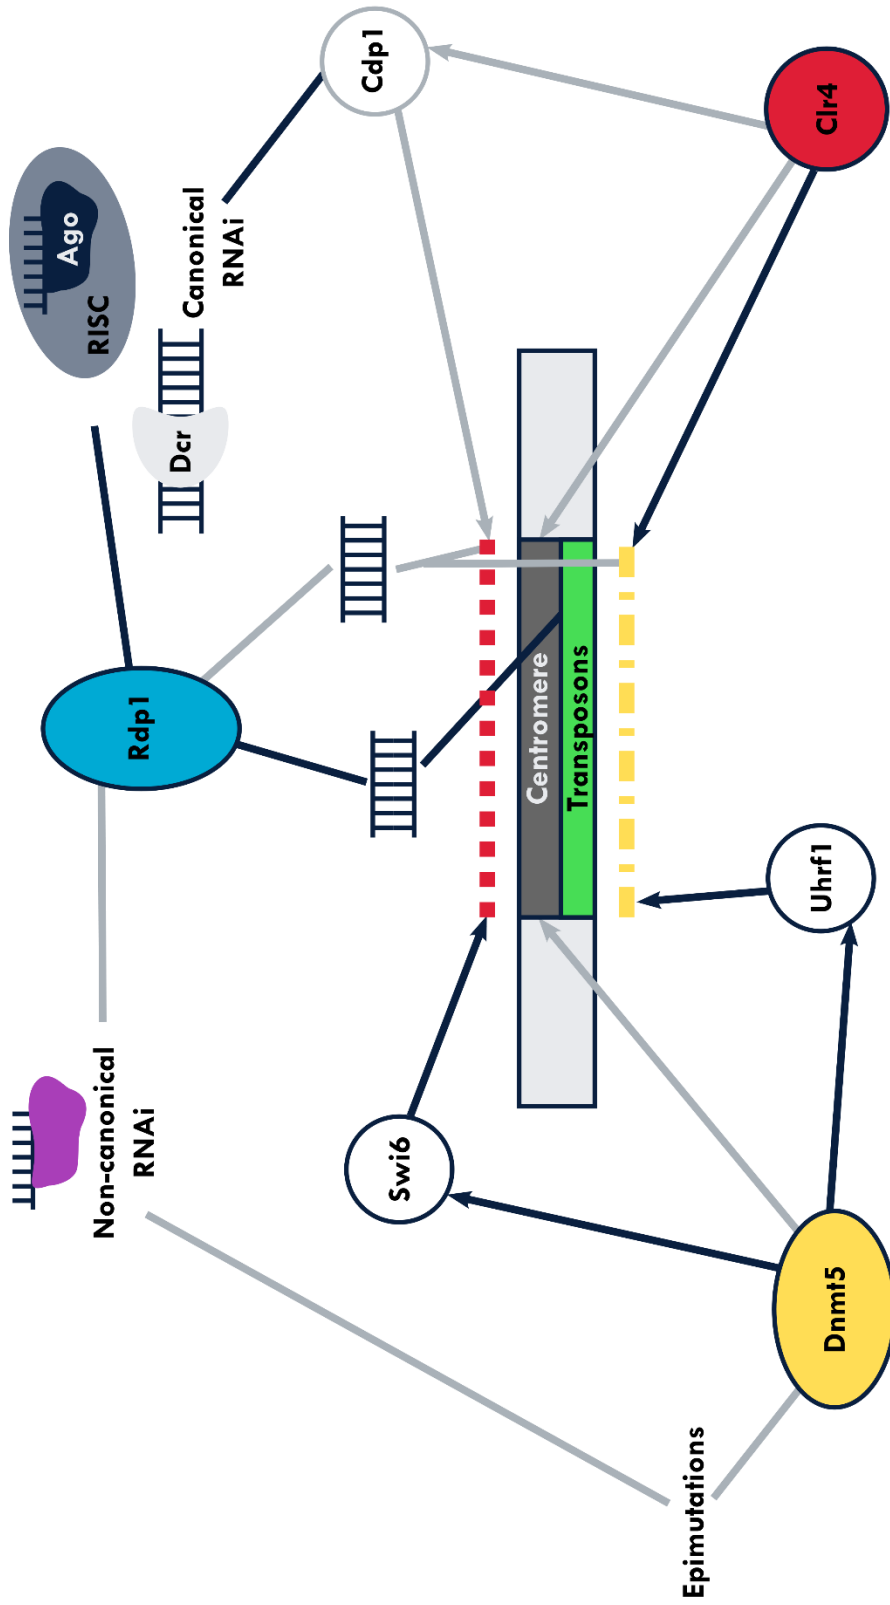 Ago
RISC
Non-canonical
RNAi
Rdp1
Dcr
Canonical
RNAi
Cdp1
Swi6
Centromere
Transposons
Epimutations
Dnmt5
Uhrf1
Clr4